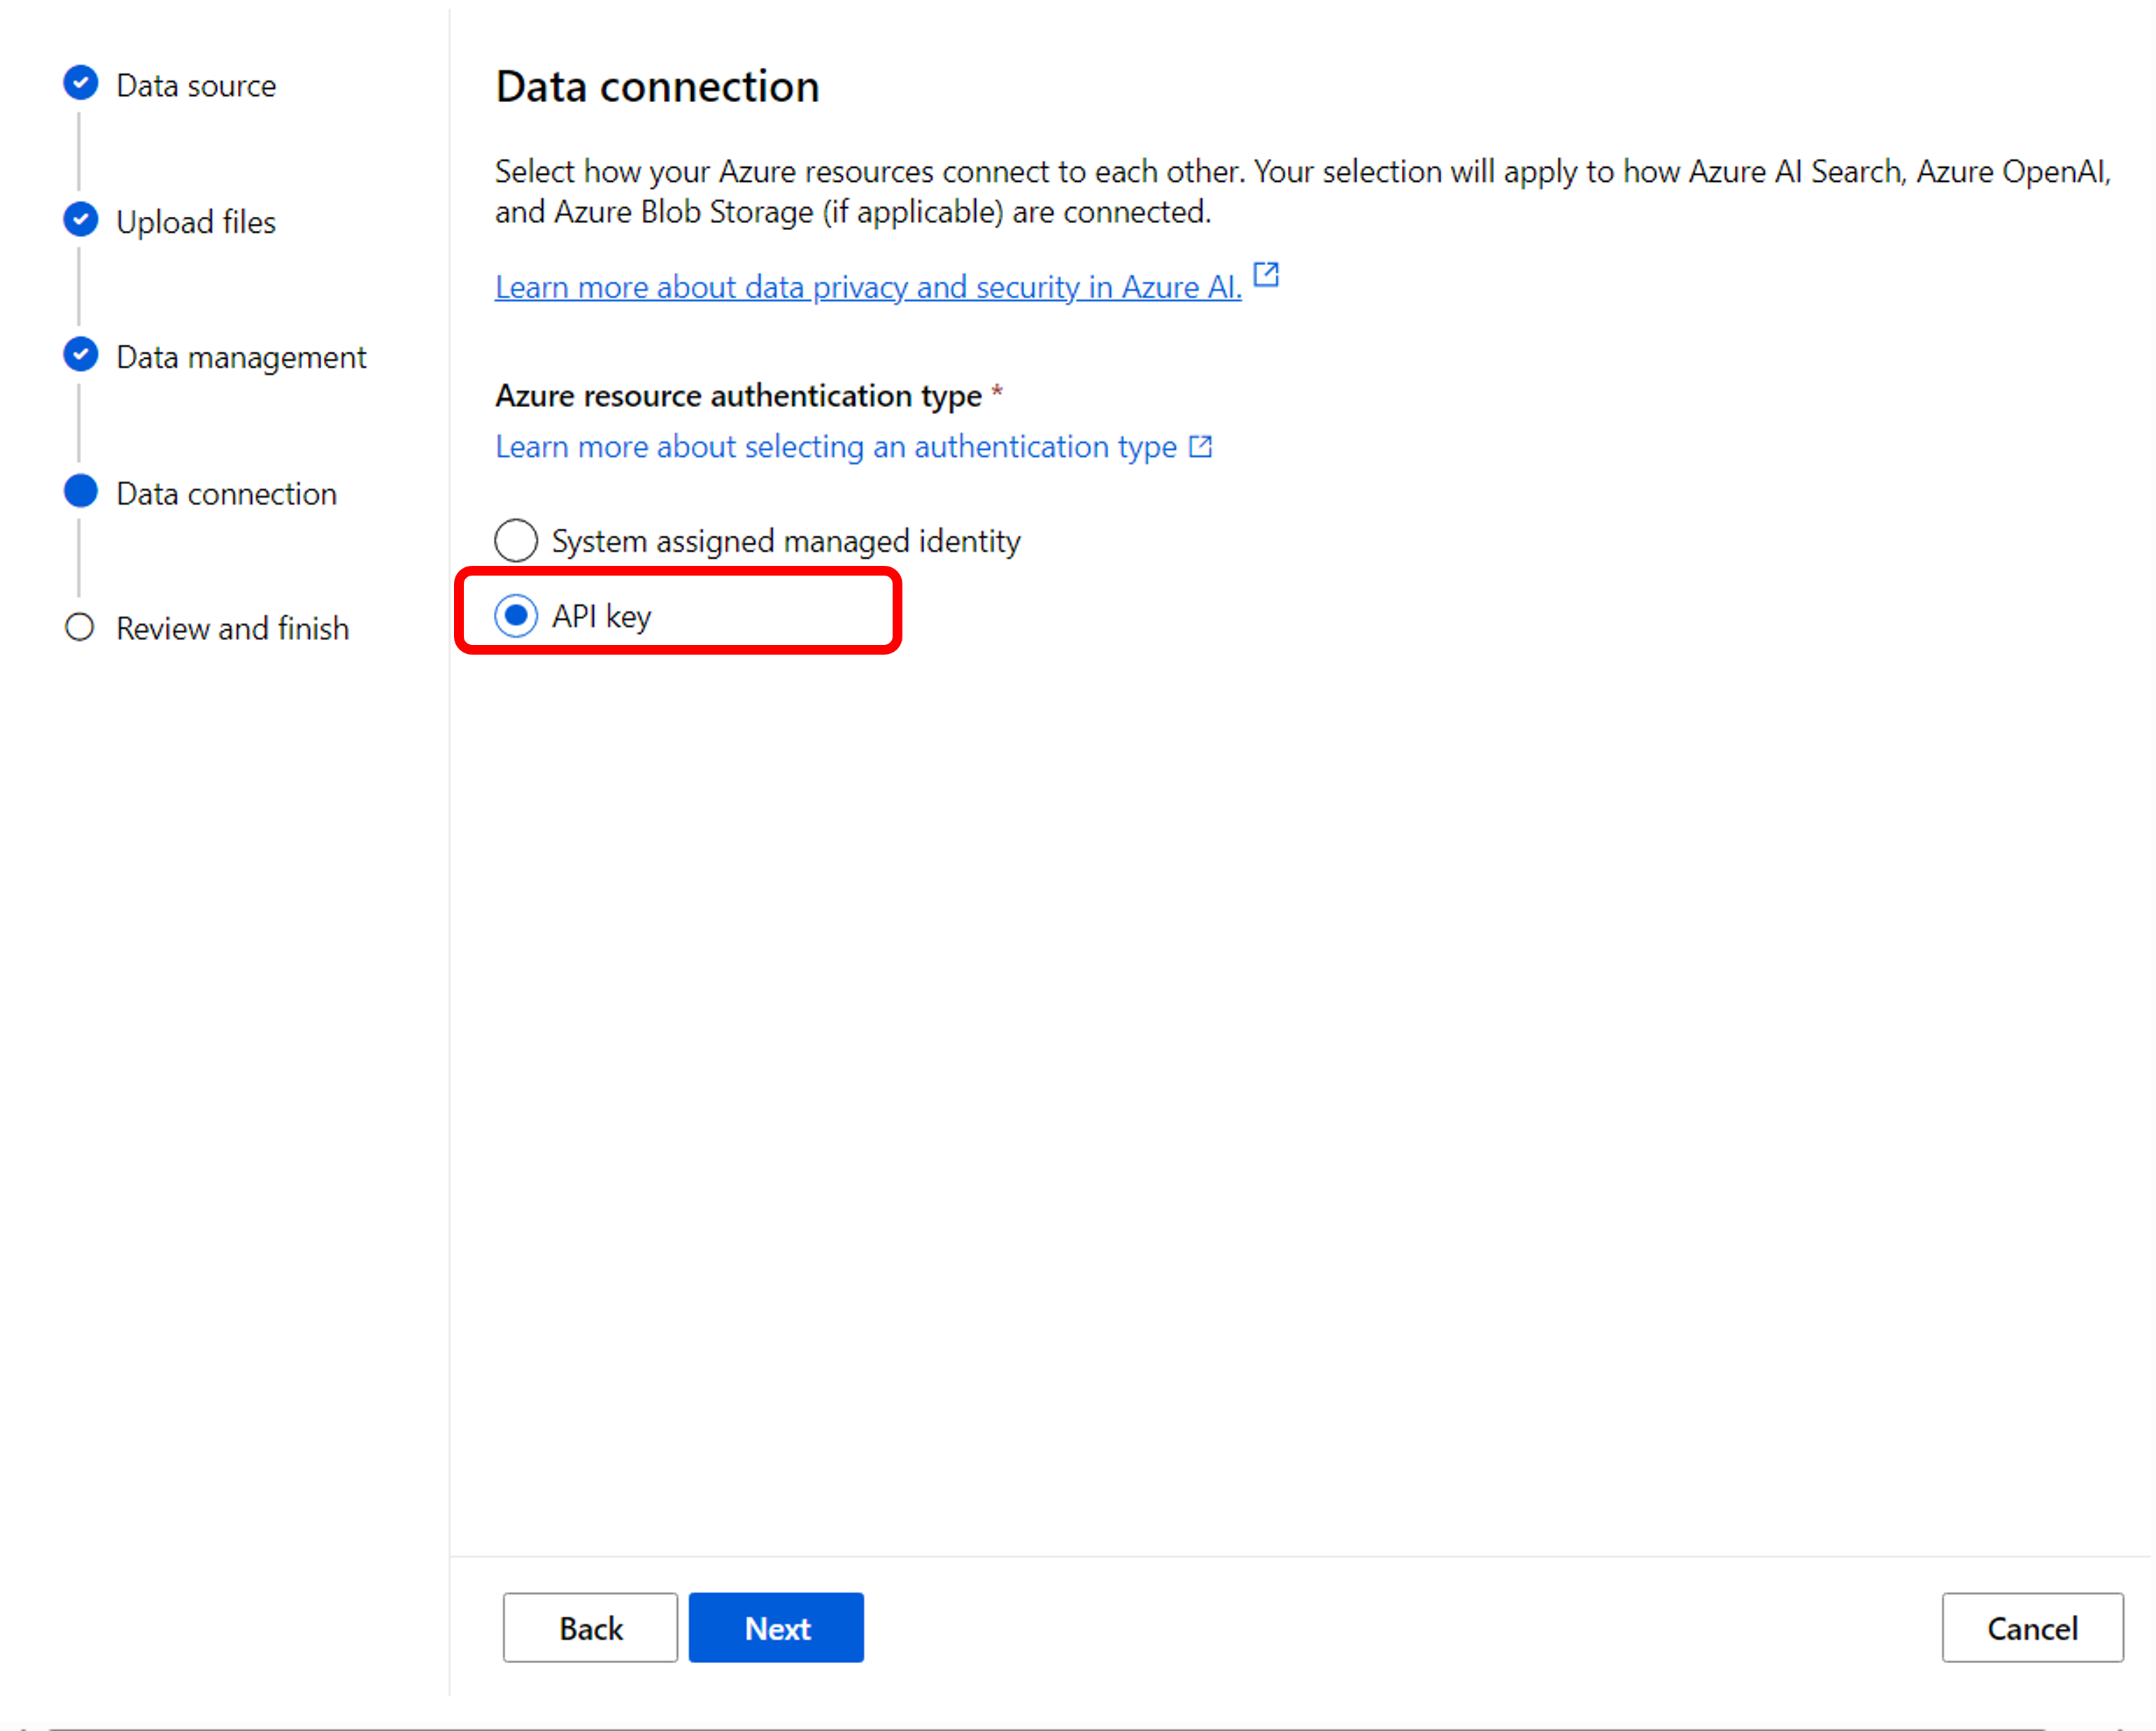 Data source
Upload files
Data management
Data connection
Review and finish
Data connection
Select how your Azure resources connect to each other. Your selection will apply to how Azure AI Search, Azure OpenAI,
and Azure Blob Storage (if applicable) are connected.
Learn more about data privacy and security in Azure AI.
Azure resource authentication type *
Learn more about selecting an authentication type
System assigned managed identity
API key
Back
Next
Cancel